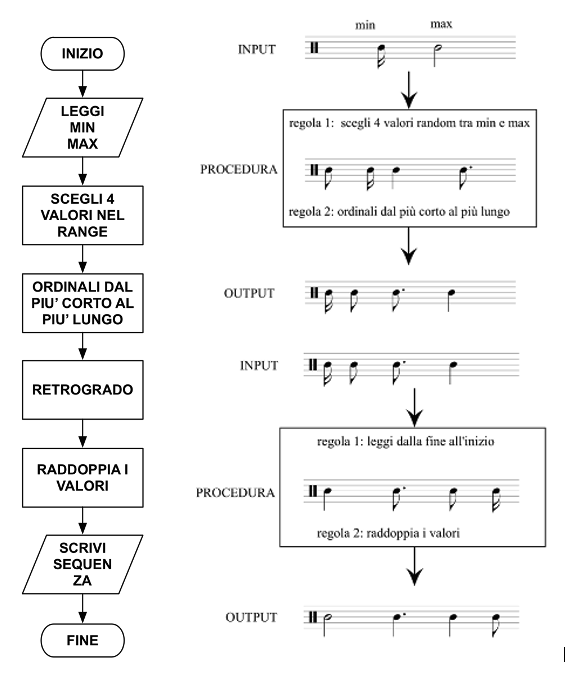 INIZIO
LEGGI
MIN
MAX
SCEGLI 4
VALORI NEL
RANGE
ORDINALI DAL
PIU' CORTO AL
PIU' LUNGO
RETROGRADO
RADDOPPIA I
VALORI
SCRIVI
SEQUEN
ZA
FINE
min max
INPUT
regola 1: scegli 4 valori random tra min e max
PROCEDURA
regola 2: ordinali dal più corto al più lungo
OUTPUT
INPUT
regola 1: leggi dalla fine all'inizio
PROCEDURA
regola 2: raddoppia i valori
OUTPUT